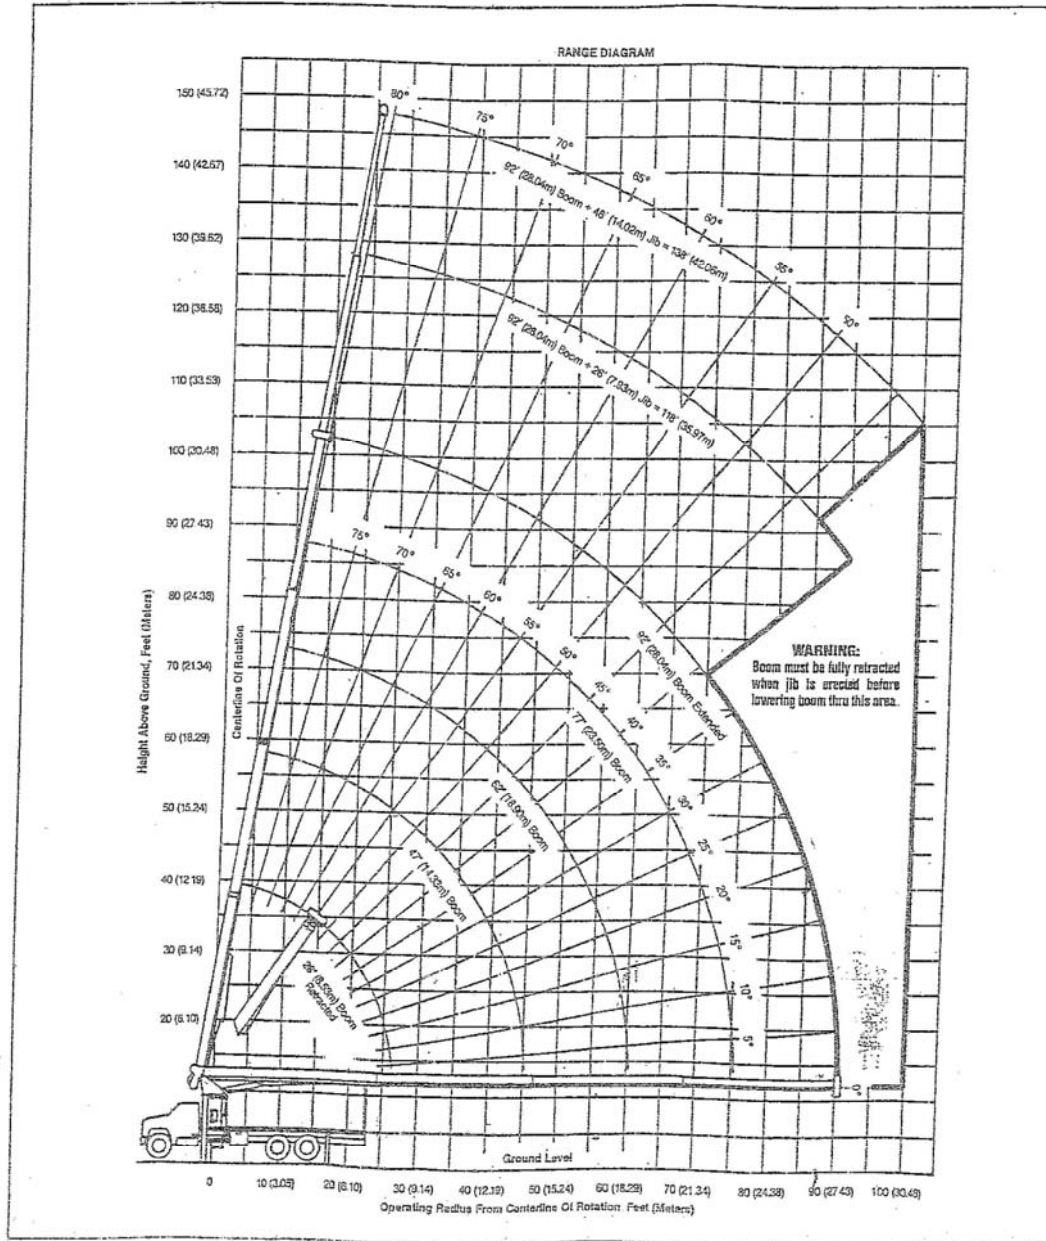 RANGE DIAGRAM
150 (45.72)
140 (42.67)
130 (39.62)
120 (36.58)
110 (33.53)
100 (30.48)
90 (27.43)
80 (24.38)
70 (21.34)
60 (18.29)
50 (15.24)
40 (12.19)
30 (9.14)
20 (6.10)
Height Above Ground, Feet (Meters)
Centerline Of Rotation
80°
75°
70°
65°
60°
55°
50°
92' (28.04m) Boom + 46' (14.02m) Jib = 138' (42.06m)
92' (28.04m) Boom + 26' (7.93m) Jib = 118' (35.97m)
75°
70°
65°
60°
55°
50°
45°
40°
35°
30°
25°
20°
15°
10°
5°
0°
92' (28.04m) Boom Extended
77' (23.50m) Boom
62' (18.90m) Boom
47' (14.33m) Boom
(8.53m) Boom
Retracted
WARNING:
Boom must be fully retracted
when jib is erected before
lowering boom thru this area.
Ground Level
0
10 (3.05)
20 (6.10)
30 (9.14)
40 (12.19)
50 (15.24)
60 (18.29)
70 (21.34)
80 (24.38)
90 (27.43)
100 (30.48)
Operating Radius From Centerline Of Rotation Feet (Meters)